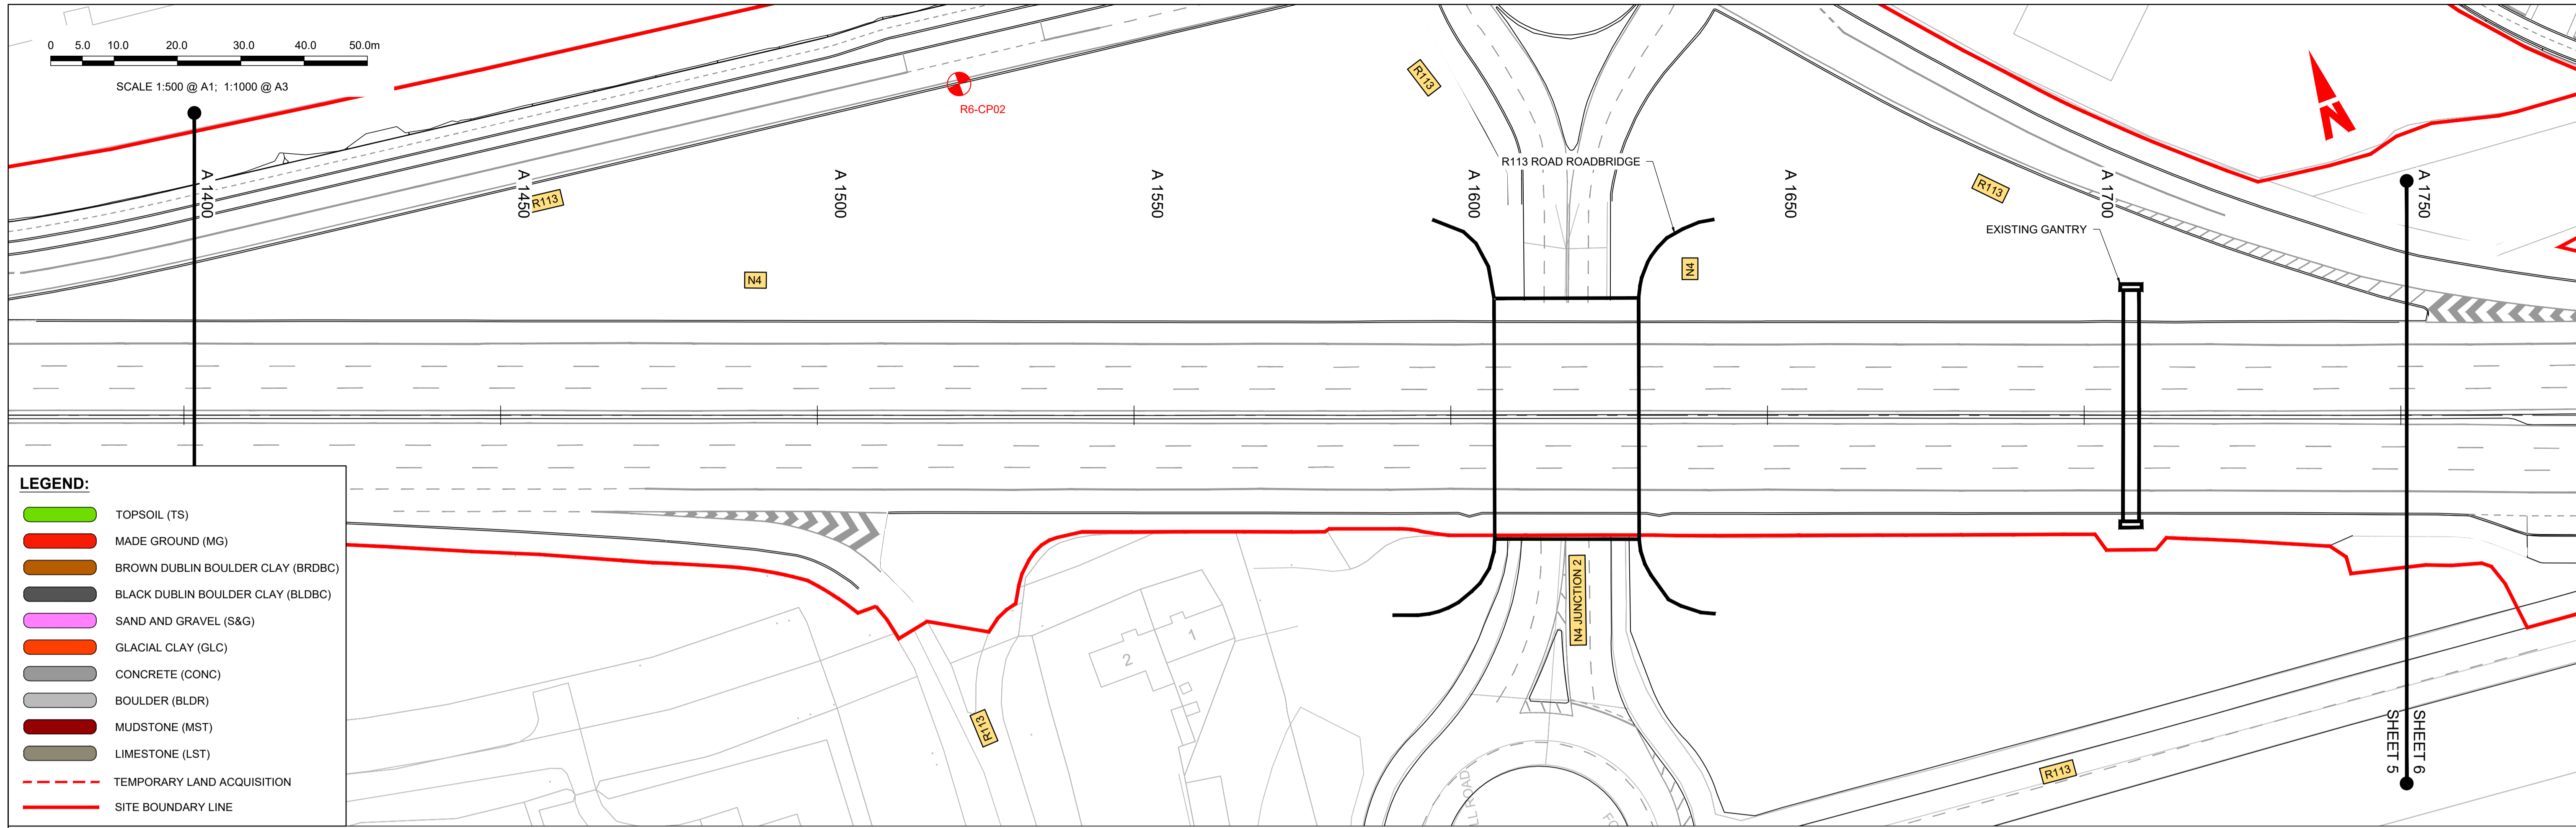 0 5.0 10.0 20.0 30.0 40.0 50.0m
SCALE 1:500 @ A1; 1:1000 @ A3
R6-CP02
R113
R113 ROAD ROADBRIDGE
A 1400
A 1450
A 1500
A 1550
A 1600
A 1650
A 1700
A 1750
R113
R113
N4
N4
EXISTING GANTRY
N
LEGEND:
TOPSOIL (TS)
MADE GROUND (MG)
BROWN DUBLIN BOULDER CLAY (BRDBC)
BLACK DUBLIN BOULDER CLAY (BLDBC)
SAND AND GRAVEL (S&G)
GLACIAL CLAY (GLC)
CONCRETE (CONC)
BOULDER (BLDR)
MUDSTONE (MST)
LIMESTONE (LST)
TEMPORARY LAND ACQUISITION
SITE BOUNDARY LINE
1
2
R113
N4 JUNCTION 2
LL ROAD
FO
R113
SHEET 5
SHEET 6